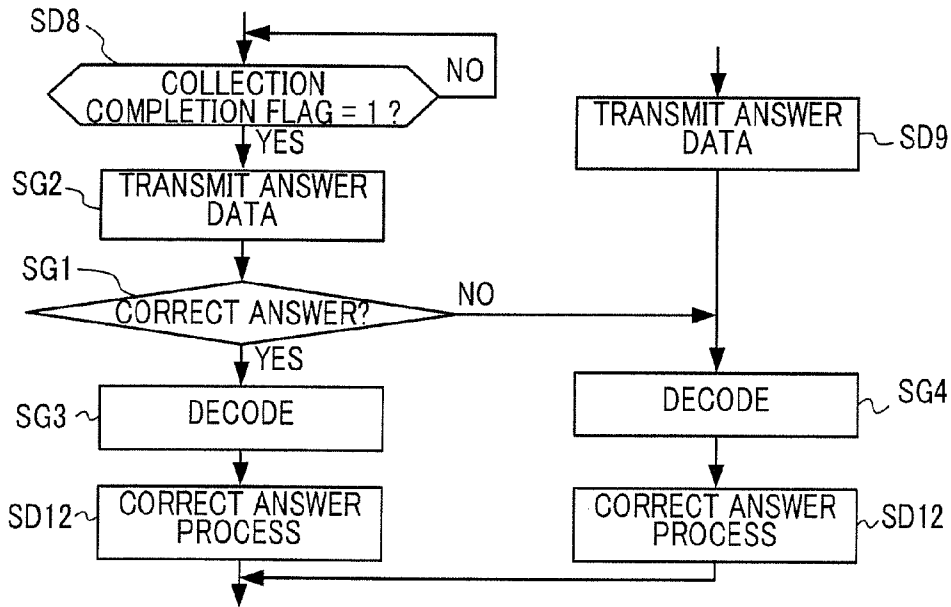 SD8
COLLECTION
COMPLETION FLAG = 1 ?
NO
YES
TRANSMIT ANSWER
DATA
SD9
SG2
TRANSMIT ANSWER
DATA
SG1
CORRECT ANSWER?
NO
YES
SG3
DECODE
DECODE
SG4
SD12
CORRECT ANSWER
PROCESS
CORRECT ANSWER
PROCESS
SD12